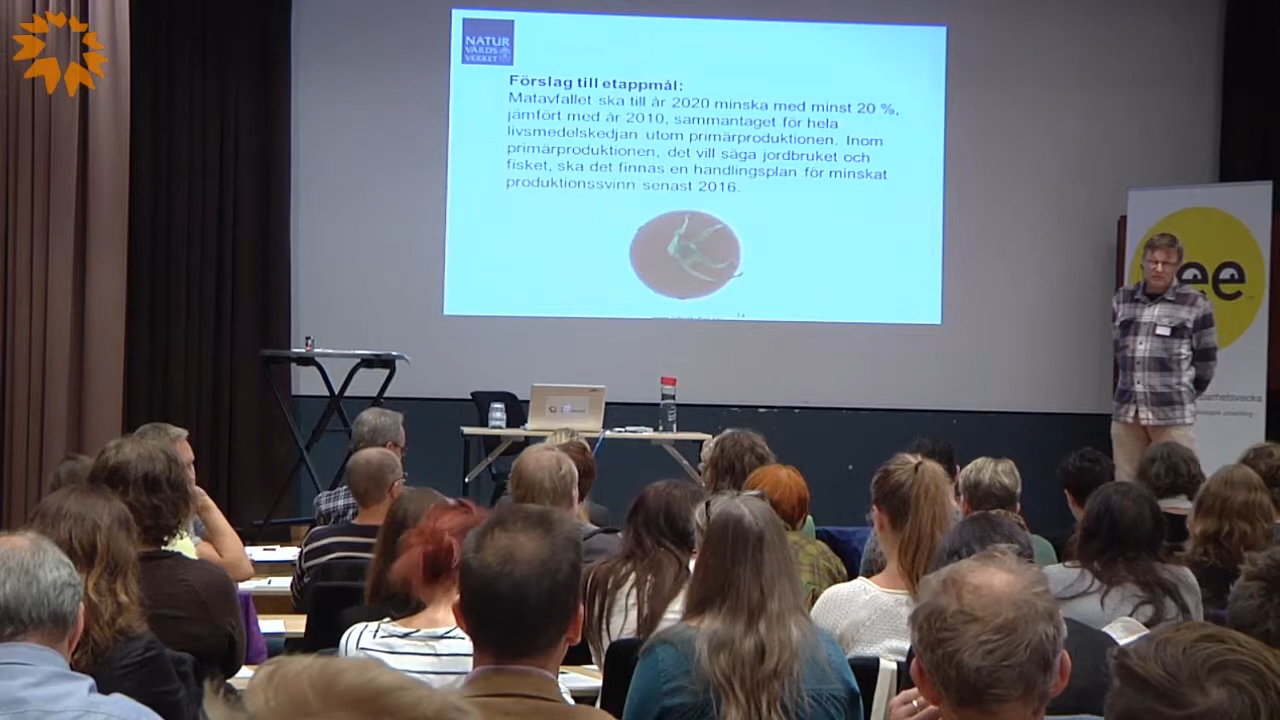 NATUR
VÅRDS
VERKET
Förslag till etappmål:
Matavfallet ska till år 2020 minska med minst 20 %,
jämfört med år 2010, sammantaget för hela
livsmedelskedjan utom primärproduktionen. Inom
primärproduktionen, det vill säga jordbruket och
fisket, ska det finnas en handlingsplan för minskat
produktionssvinn senast 2016.
14
ee
barhetsvecka